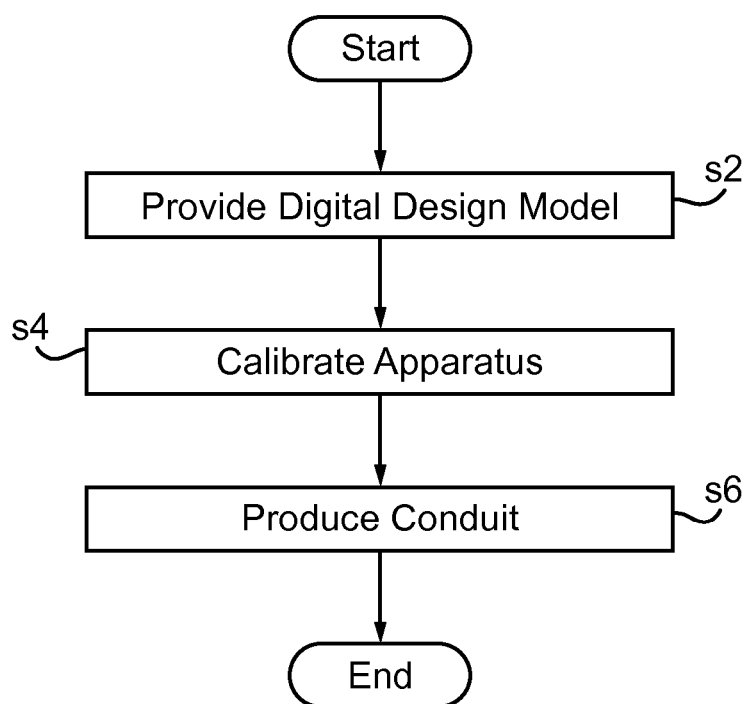 Start
Provide Digital Design Model
s2
s4
Calibrate Apparatus
Produce Conduit
s6
End